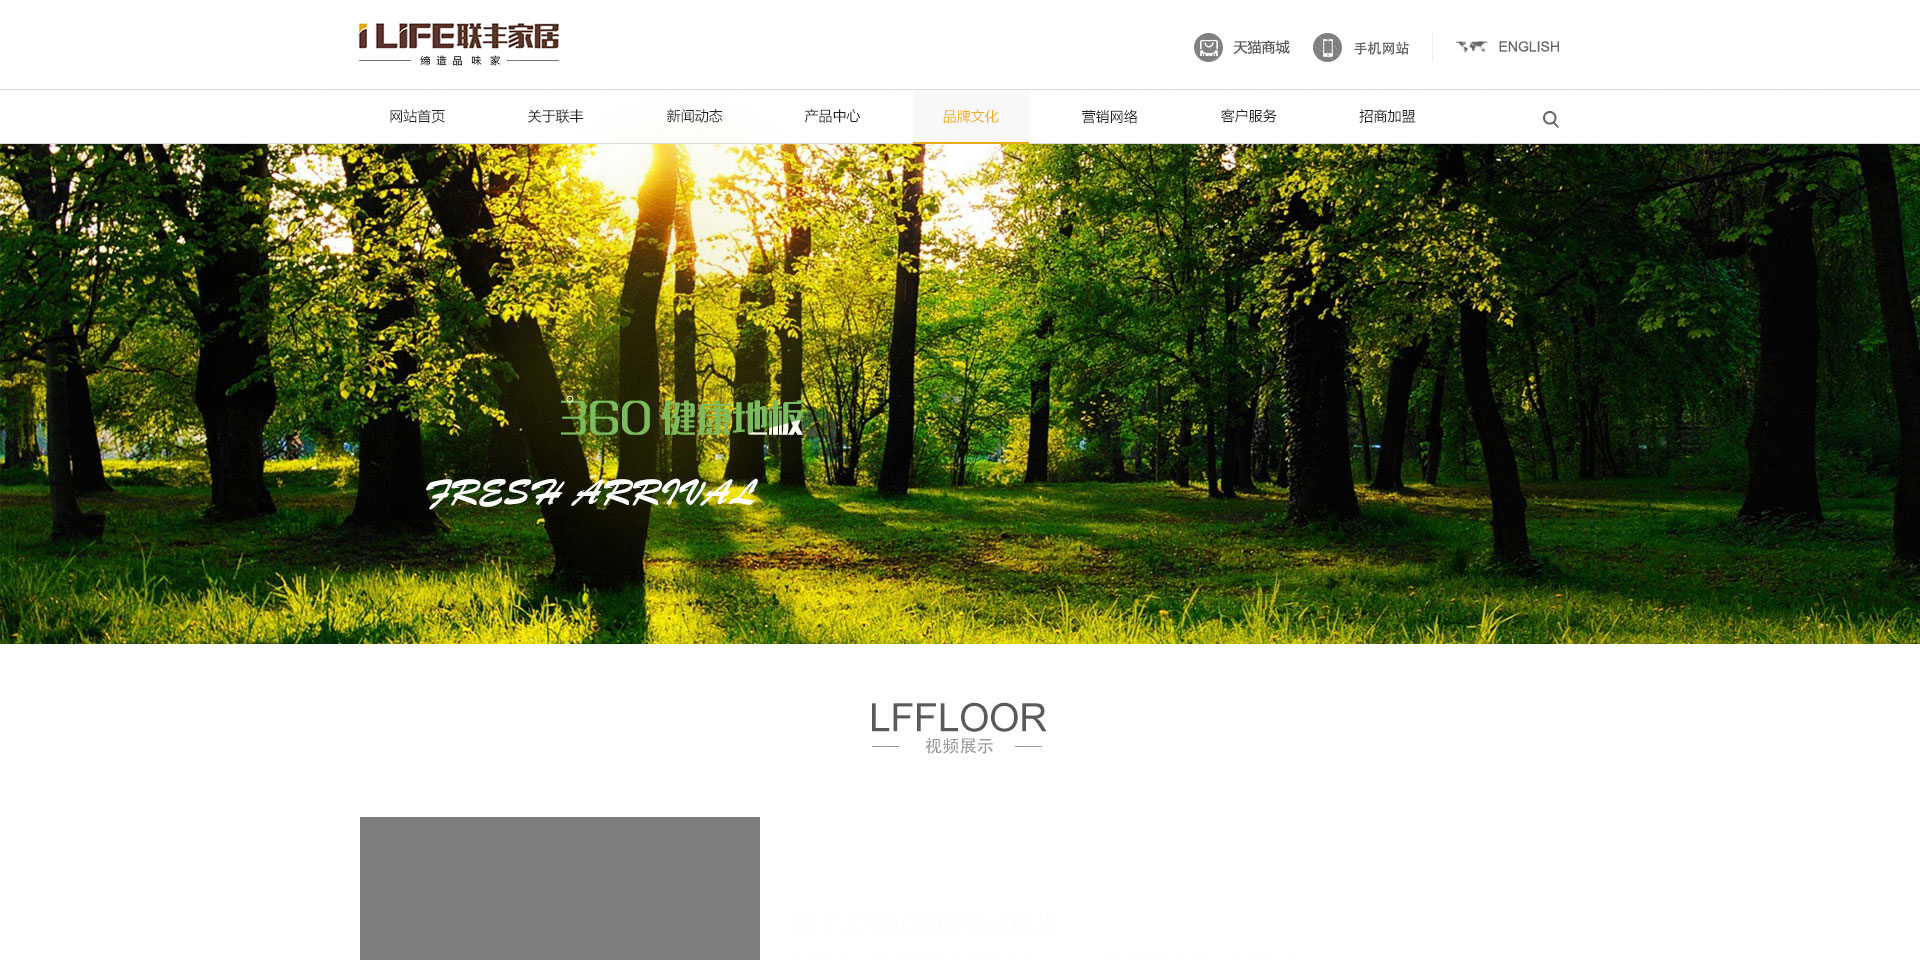 iLIFE联丰家居
缔造品味家
天猫商城
手机网站
ENGLISH
网站首页
关于联丰
新闻动态
产品中心
品牌文化
营销网络
客户服务
招商加盟
360 健康地板
FRESH ARRIVAL
LFFLOOR
视频展示